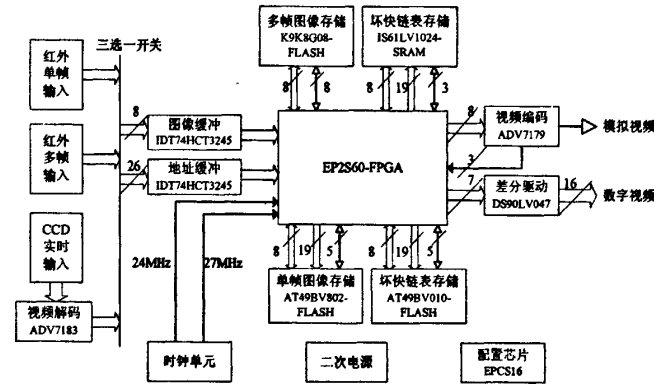 三选一开关
红外
单帧
输入
红外
多帧
输入
CCD
实时
输入
视频解码
ADV7183
8
26
图像缓冲
IDT74HCT3245
地址缓冲
IDT74HCT3245
24MHz
27MHz
多帧图像存储
K9K8G08-
FLASH
坏快链表存储
IS61LV1024-
SRAM
8
8
8
19
3
EP2S60-FPGA
8
3
7
16
视频编码
ADV7179
模拟视频
差分驱动
DS90LV047
数字视频
8
19
5
8
19
5
单帧图像存储
AT49BV802-
FLASH
坏快链表存储
AT49BV010-
FLASH
时钟单元
二次电源
配置芯片
EPCS16